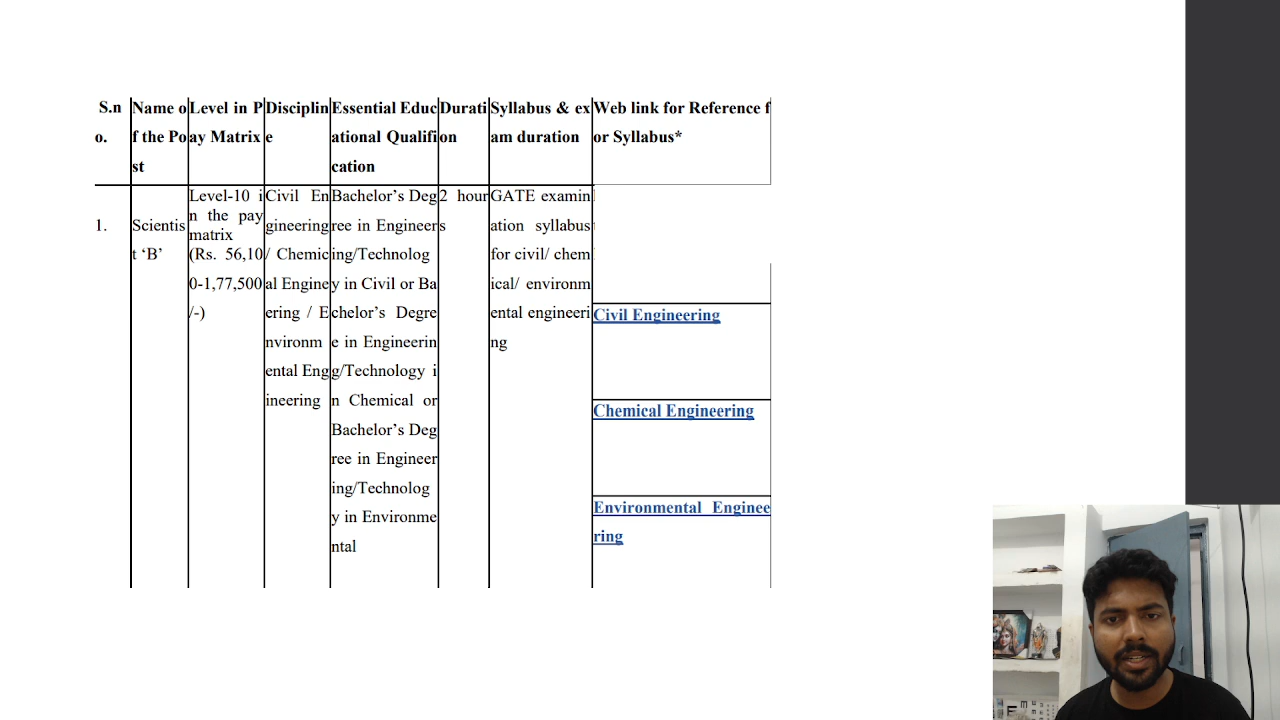 S.n
o.
Name o
f the Po
st
Level in P
ay Matrix
Disciplin
e
Essential Educ
ational Qualifi
cation
Durati
on
Syllabus & ex
am duration
Web link for Reference f
or Syllabus*
1.
Scientis
t ‘B’
Level-10 i
n the pay
matrix
(Rs. 56,10
0-1,77,500
/-)
Civil En
gineering
/ Chemic
al Engine
ering / E
nvironm
ental Eng
ineering
Bachelor’s Deg
ree in Engineer
ing/Technolog
y in Civil or Ba
chelor’s Degre
e in Engineerin
g/Technology i
n Chemical or
Bachelor’s Deg
ree in Engineer
ing/Technolog
y in Environme
ntal
2 hour
s
GATE examin
ation syllabus
for civil/ chem
ical/ environm
ental engineeri
ng
Civil Engineering
Chemical Engineering
Environmental Enginee
ring